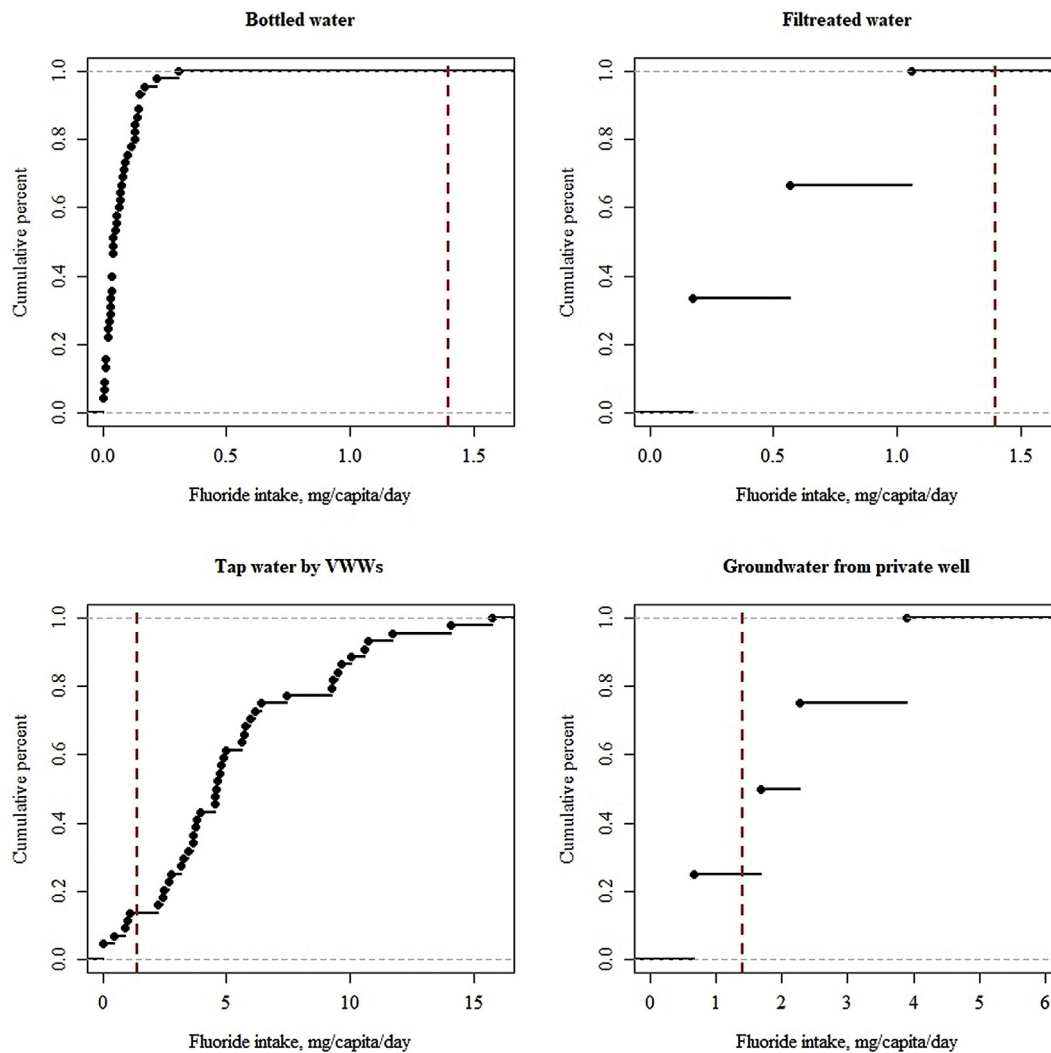 Bottled water
Cumulative percent
0.0 0.2 0.4 0.6 0.8 1.0
0.0 0.5 1.0 1.5
Fluoride intake, mg/capita/day
Filtreated water
Cumulative percent
0.0 0.2 0.4 0.6 0.8 1.0
0.0 0.5 1.0 1.5
Fluoride intake, mg/capita/day
Tap water by VWWs
Cumulative percent
0.0 0.2 0.4 0.6 0.8 1.0
0 5 10 15
Fluoride intake, mg/capita/day
Groundwater from private well
Cumulative percent
0.0 0.2 0.4 0.6 0.8 1.0
0 1 2 3 4 5 6
Fluoride intake, mg/capita/day